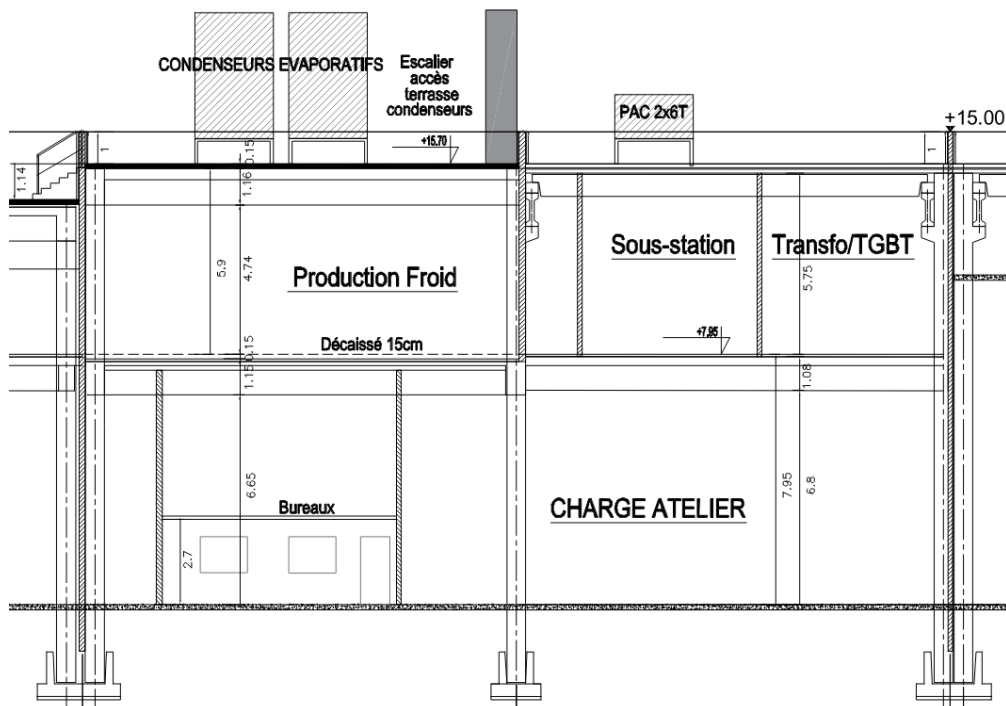 CONDENSEURS EVAPORATIFS
Escalier
accès
terrasse
condenseurs
PAC 2x6T
+15.00
+15.70
1
0.15
1
1.14
1.16
Production Froid
Sous-station
Transfo/TGBT
5.9
4.74
5.75
+7.95
Décaissé 15cm
0.15
1.15
1.08
CHARGE ATELIER
Bureaux
6.65
7.95
6.8
2.7